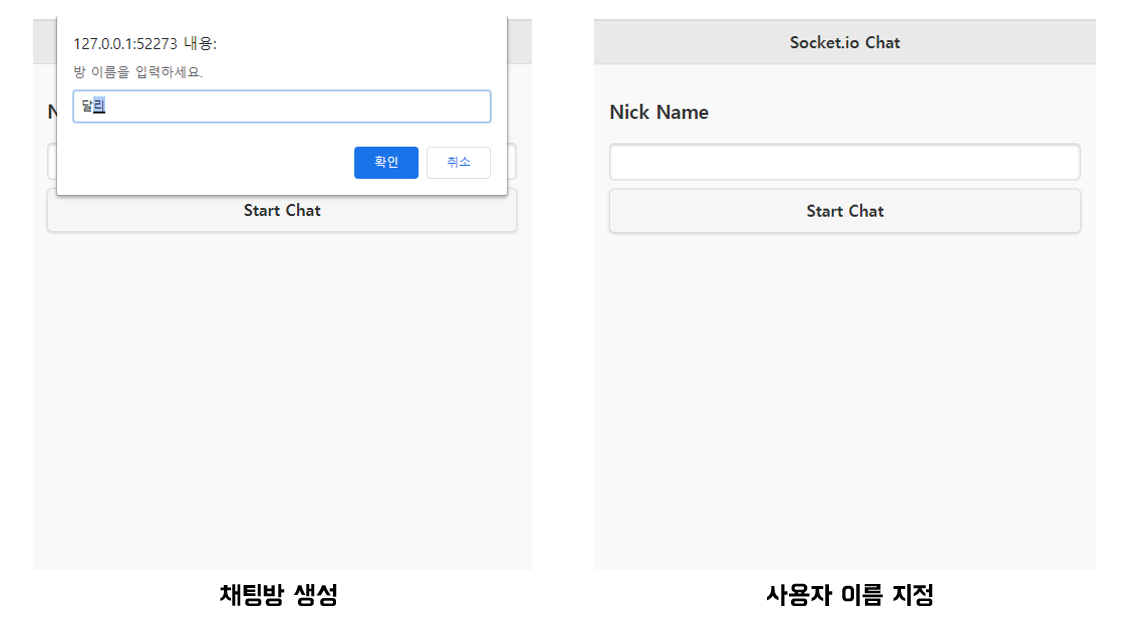 127.0.0.1:52273 내용:
방 이름을 입력하세요.
달리
확인
취소
N
Start Chat
채팅방 생성
Socket.io Chat
Nick Name
Start Chat
사용자 이름 지정